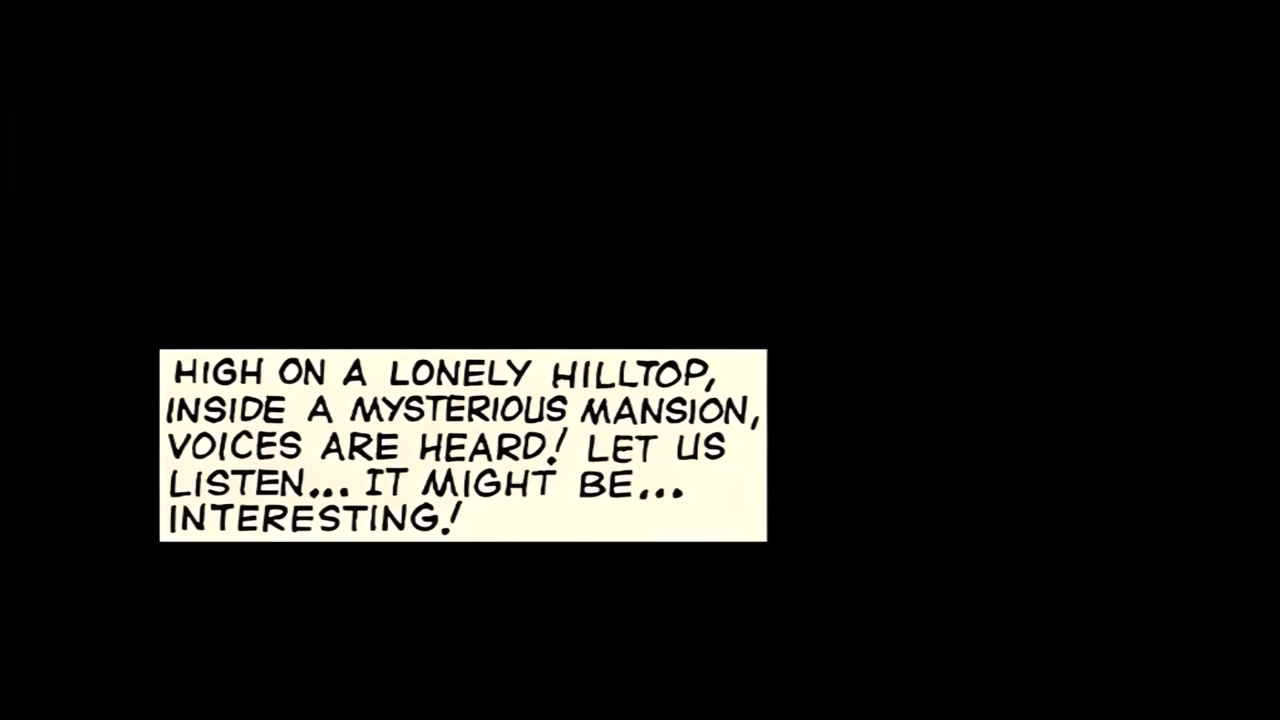 HIGH ON A LONELY HILLTOP,
INSIDE A MYSTERIOUS MANSION,
VOICES ARE HEARD! LET US
LISTEN... IT MIGHT BE...
INTERESTING!